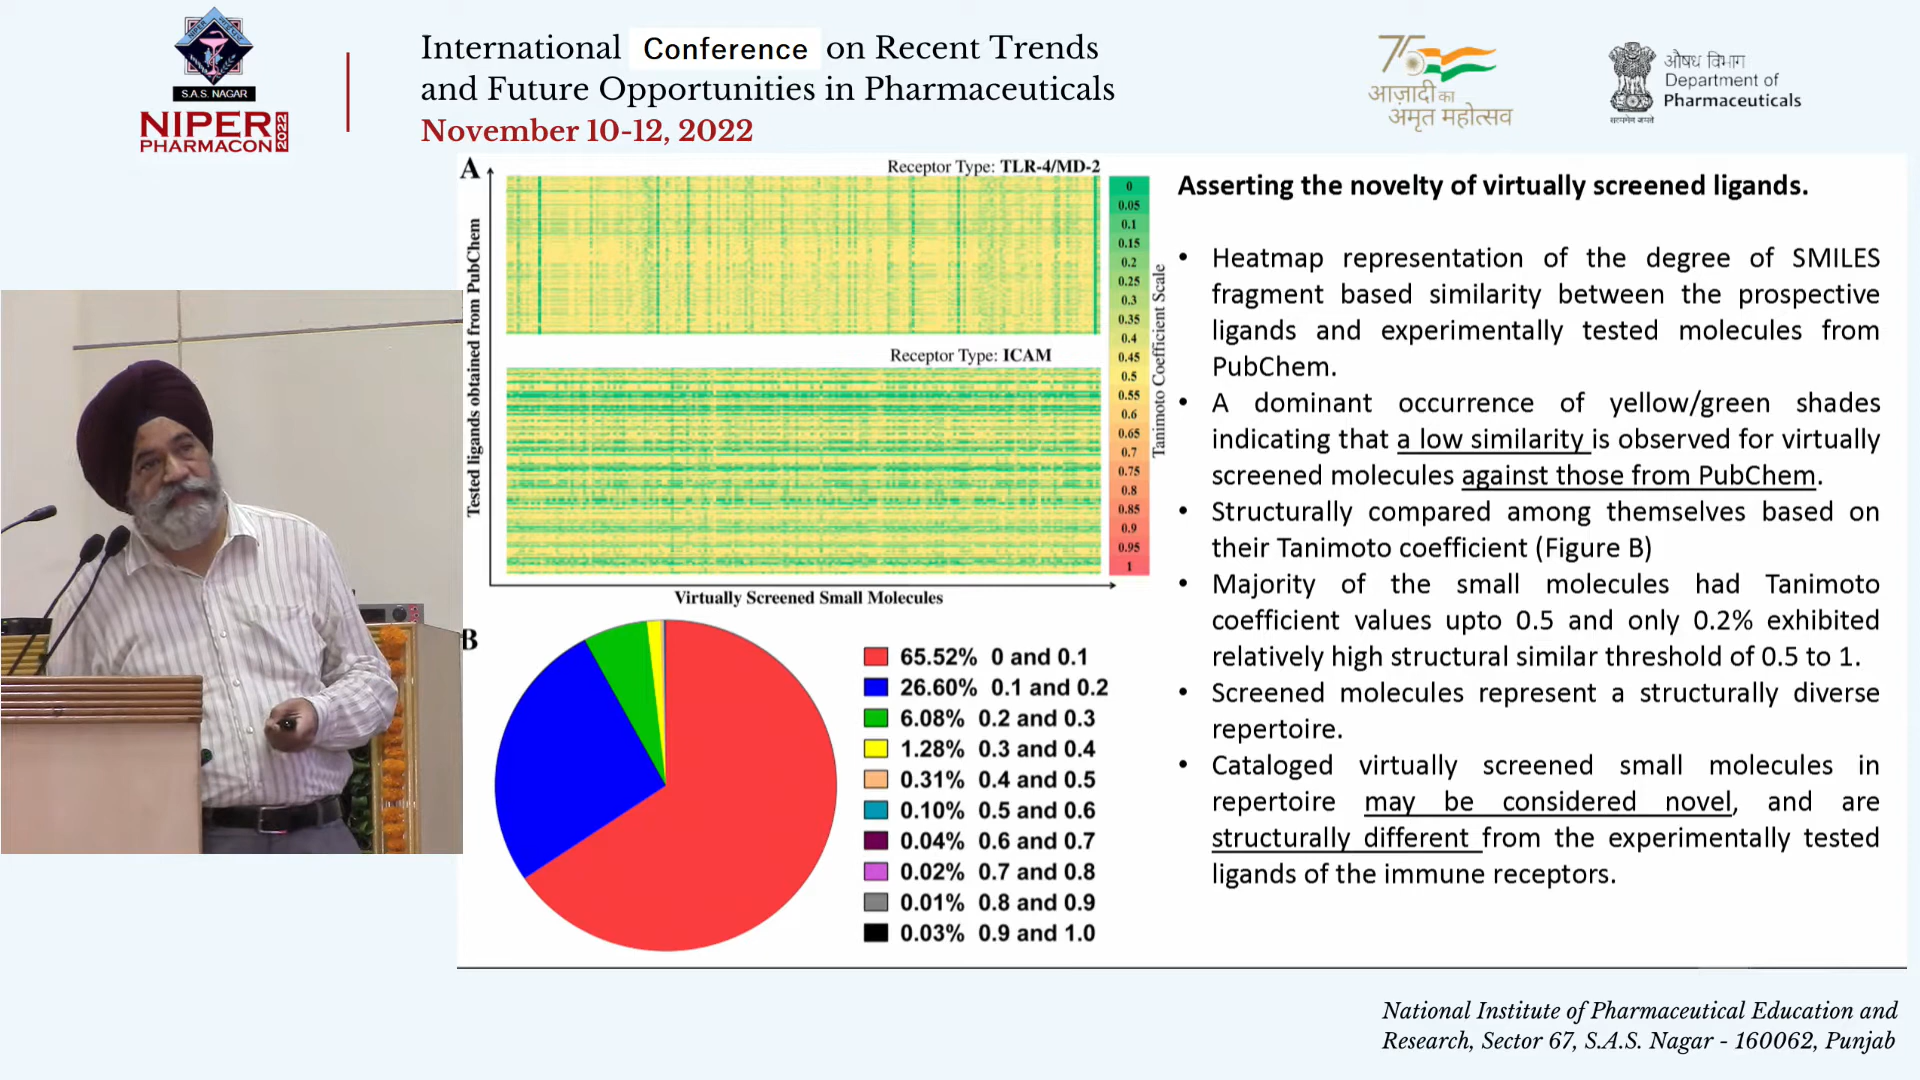 S.A.S. NAGAR
NIPER
PHARMACON
2022
International Conference on Recent Trends
and Future Opportunities in Pharmaceuticals
November 10-12, 2022
75
आज़ादी का
अमृत महोत्सव
औषध विभाग
Department of
Pharmaceuticals
सत्यमेव जयते
A
Receptor Type: TLR-4/MD-2
Receptor Type: ICAM
Tested ligands obtained from PubChem
Virtually Screened Small Molecules
0
0.05
0.1
0.15
0.2
0.25
0.3
0.35
0.4
0.45
0.5
0.55
0.6
0.65
0.7
0.75
0.8
0.85
0.9
0.95
1
Tanimoto Coefficient Scale
B
65.52% 0 and 0.1
26.60% 0.1 and 0.2
6.08% 0.2 and 0.3
1.28% 0.3 and 0.4
0.31% 0.4 and 0.5
0.10% 0.5 and 0.6
0.04% 0.6 and 0.7
0.02% 0.7 and 0.8
0.01% 0.8 and 0.9
0.03% 0.9 and 1.0
Asserting the novelty of virtually screened ligands.
• Heatmap representation of the degree of SMILES
fragment based similarity between the prospective
ligands and experimentally tested molecules from
PubChem.
• A dominant occurrence of yellow/green shades
indicating that a low similarity is observed for virtually
screened molecules against those from PubChem.
• Structurally compared among themselves based on
their Tanimoto coefficient (Figure B)
• Majority of the small molecules had Tanimoto
coefficient values upto 0.5 and only 0.2% exhibited
relatively high structural similar threshold of 0.5 to 1.
• Screened molecules represent a structurally diverse
repertoire.
• Cataloged virtually screened small molecules in
repertoire may be considered novel, and are
structurally different from the experimentally tested
ligands of the immune receptors.
National Institute of Pharmaceutical Education and
Research, Sector 67, S.A.S. Nagar - 160062, Punjab